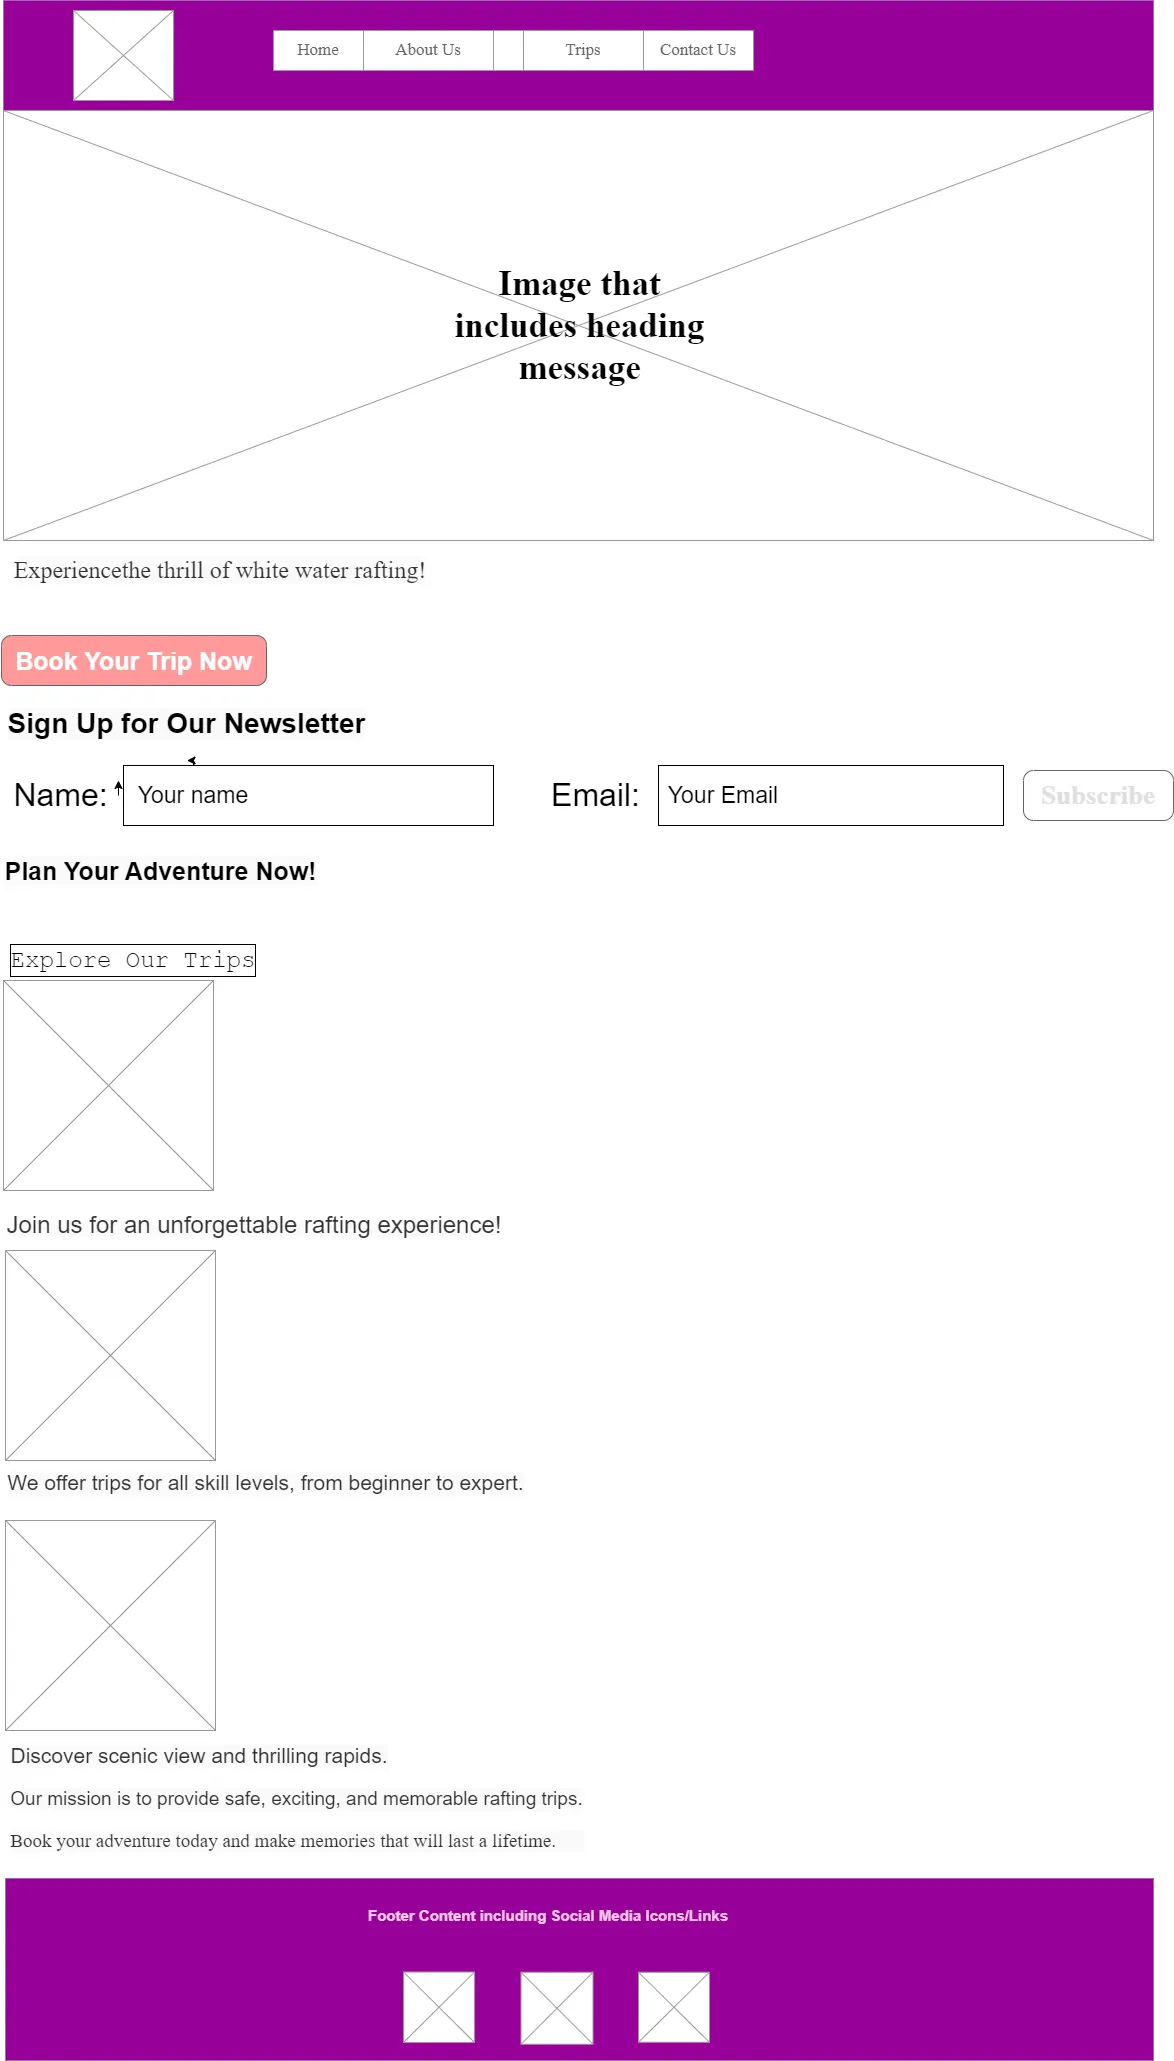 Home About Us Trips Contact Us
Image that
includes heading
message
Experiencethe thrill of white water rafting!
Book Your Trip Now
Sign Up for Our Newsletter
Name: Your name Email: Your Email Subscribe
Plan Your Adventure Now!
Explore Our Trips
Join us for an unforgettable rafting experience!
We offer trips for all skill levels, from beginner to expert.
Discover scenic view and thrilling rapids.
Our mission is to provide safe, exciting, and memorable rafting trips.
Book your adventure today and make memories that will last a lifetime.
Footer Content including Social Media Icons/Links